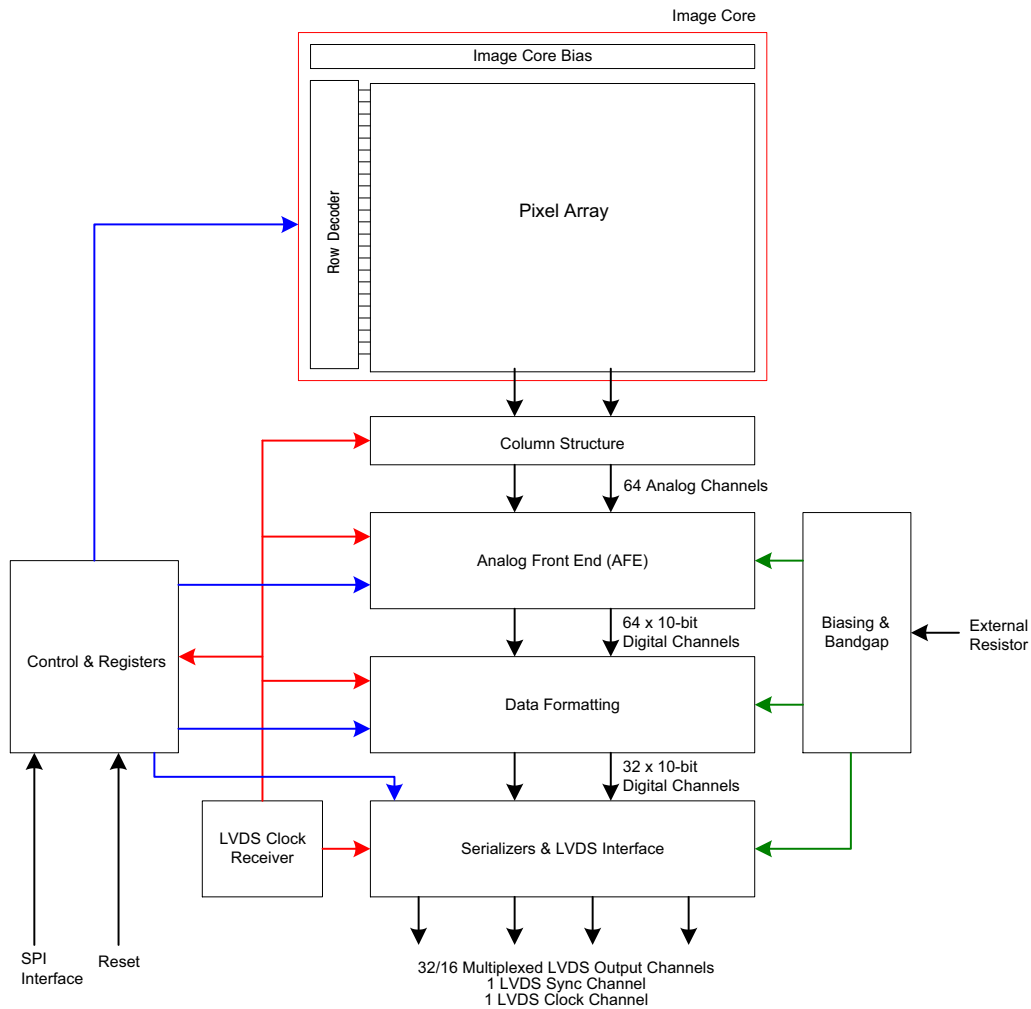 Image Core
Image Core Bias
Row Decoder
Pixel Array
Column Structure
64 Analog Channels
Analog Front End (AFE)
64 x 10-bit
Digital Channels
Biasing &
Bandgap
External
Resistor
Control & Registers
Data Formatting
32 x 10-bit
Digital Channels
LVDS Clock
Receiver
Serializers & LVDS Interface
SPI
Interface
Reset
32/16 Multiplexed LVDS Output Channels
1 LVDS Sync Channel
1 LVDS Clock Channel